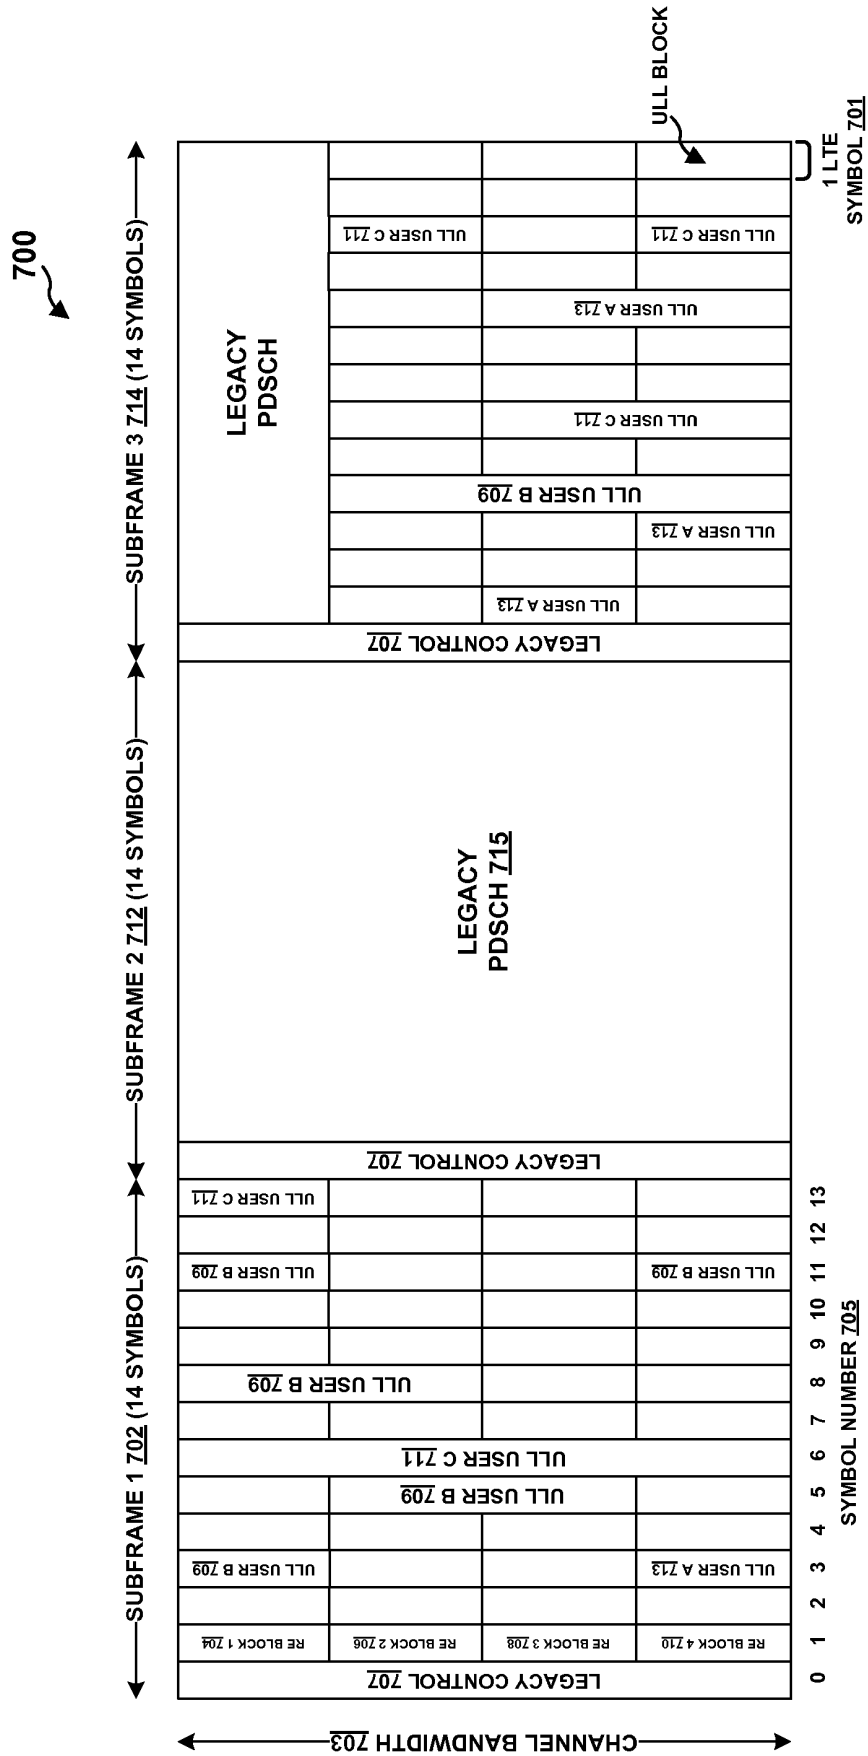 700
SUBFRAME 1 702 (14 SYMBOLS)
SUBFRAME 2 712 (14 SYMBOLS)
SUBFRAME 3 714 (14 SYMBOLS)
CHANNEL BANDWIDTH 703
LEGACY CONTROL 707
RE BLOCK 1 704
RE BLOCK 2 706
RE BLOCK 3 708
RE BLOCK 4 710
ULL USER B 709
ULL USER A 713
ULL USER B 709
ULL USER C 711
ULL USER B 709
ULL USER B 709
ULL USER B 709
ULL USER C 711
LEGACY CONTROL 707
LEGACY
PDSCH 715
LEGACY CONTROL 707
LEGACY
PDSCH
ULL USER A 713
ULL USER A 713
ULL USER B 709
ULL USER C 711
ULL USER A 713
ULL USER C 711
ULL USER C 711
ULL BLOCK
0 1 2 3 4 5 6 7 8 9 10 11 12 13
SYMBOL NUMBER 705
1 LTE
SYMBOL 701